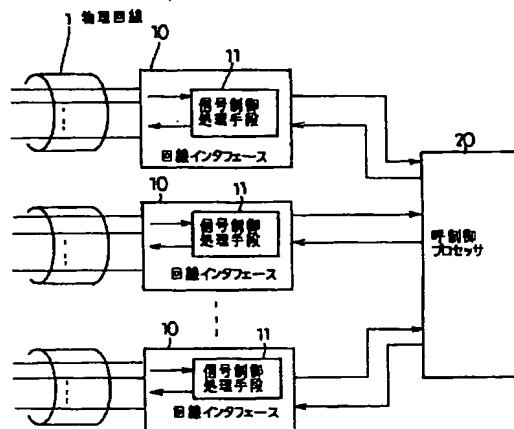 1 物理回線
10
11
信号制御
処理手段
回線インタフェース
20
呼制御
プロセッサ
10
11
信号制御
処理手段
回線インタフェース
10
11
信号制御
処理手段
回線インタフェース